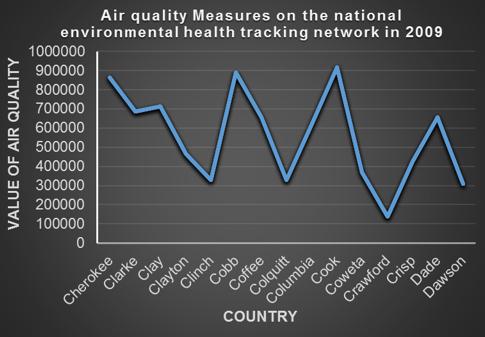 Air quality Measures on the national
environmental health tracking network in 2009
VALUE OF AIR QUALITY
1000000
900000
800000
700000
600000
500000
400000
300000
200000
100000
0
Cherokee
Clarke
Clay
Clayton
Clinch
Cobb
Coffee
Colquitt
Columbia
Cook
Coweta
Crawford
Crisp
Dade
Dawson
COUNTRY